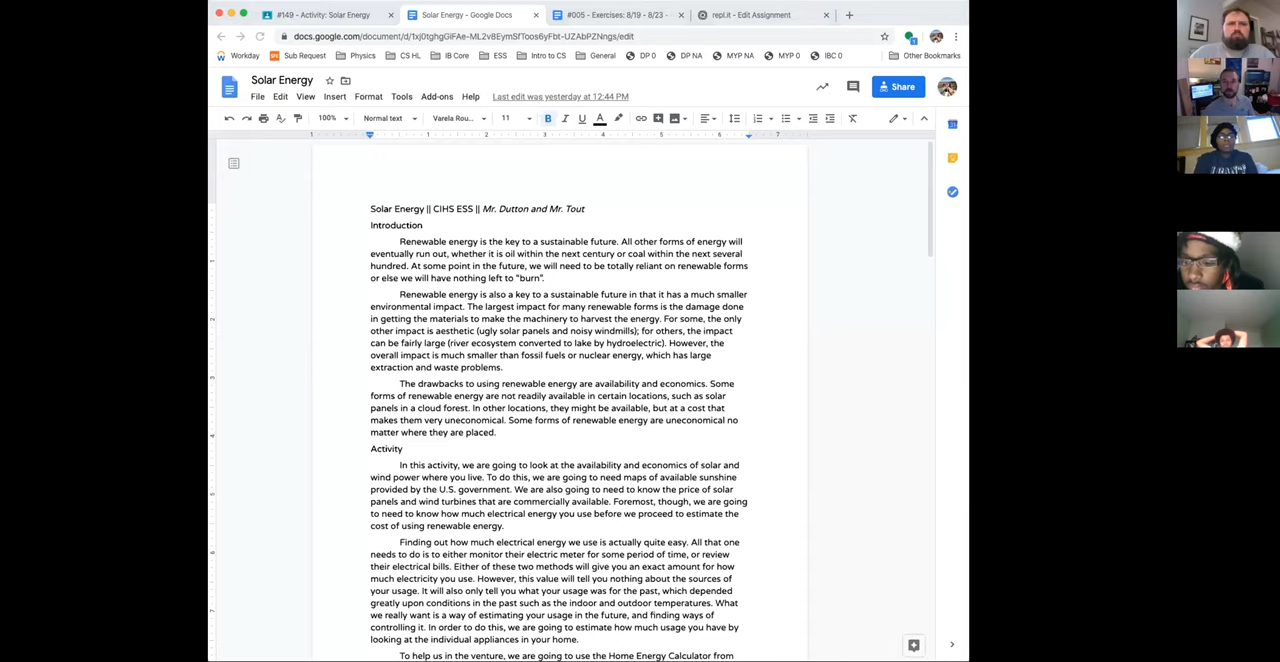 #149 - Activity: Solar Energy
Solar Energy - Google Docs
#005 - Exercises: 8/19 - 8/23 -
repl.it - Edit Assignment
docs.google.com/document/d/1xj0tghgGiFAe-ML2vBEymSfToos6yFbt-UZAbPZNngs/edit
Workday
Sub Request
Physics
CS HL
IB Core
ESS
Intro to CS
General
DP 0
DP NA
MYP NA
MYP 0
IBC 0
Other Bookmarks
Solar Energy
Share
File Edit View Insert Format Tools Add-ons Help Last edit was yesterday at 12:44 PM
100% Normal text Varela Rou... 11
Solar Energy || CIHS ESS || Mr. Dutton and Mr. Tout
Introduction
Renewable energy is the key to a sustainable future. All other forms of energy will
eventually run out, whether it is oil within the next century or coal within the next several
hundred. At some point in the future, we will need to be totally reliant on renewable forms
or else we will have nothing left to "burn".
Renewable energy is also a key to a sustainable future in that it has a much smaller
environmental impact. The largest impact for many renewable forms is the damage done
in getting the materials to make the machinery to harvest the energy. For some, the only
other impact is aesthetic (ugly solar panels and noisy windmills); for others, the impact
can be fairly large (river ecosystem converted to lake by hydroelectric). However, the
overall impact is much smaller than fossil fuels or nuclear energy, which has large
extraction and waste problems.
The drawbacks to using renewable energy are availability and economics. Some
forms of renewable energy are not readily available in certain locations, such as solar
panels in a cloud forest. In other locations, they might be available, but at a cost that
makes them very uneconomical. Some forms of renewable energy are uneconomical no
matter where they are placed.
Activity
In this activity, we are going to look at the availability and economics of solar and
wind power where you live. To do this, we are going to need maps of available sunshine
provided by the U.S. government. We are also going to need to know the price of solar
panels and wind turbines that are commercially available. Foremost, though, we are going
to need to know how much electrical energy you use before we proceed to estimate the
cost of using renewable energy.
Finding out how much electrical energy we use is actually quite easy. All that one
needs to do is to either monitor their electric meter for some period of time, or review
their electrical bills. Either of these two methods will give you an exact amount for how
much electricity you use. However, this value will tell you nothing about the sources of
your usage. It will also only tell you what your usage was for the past, which depended
greatly upon conditions in the past such as the indoor and outdoor temperatures. What
we really want is a way of estimating your usage in the future, and finding ways of
controlling it. In order to do this, we are going to estimate how much usage you have by
looking at the individual appliances in your home.
To help us in the venture, we are going to use the Home Energy Calculator from